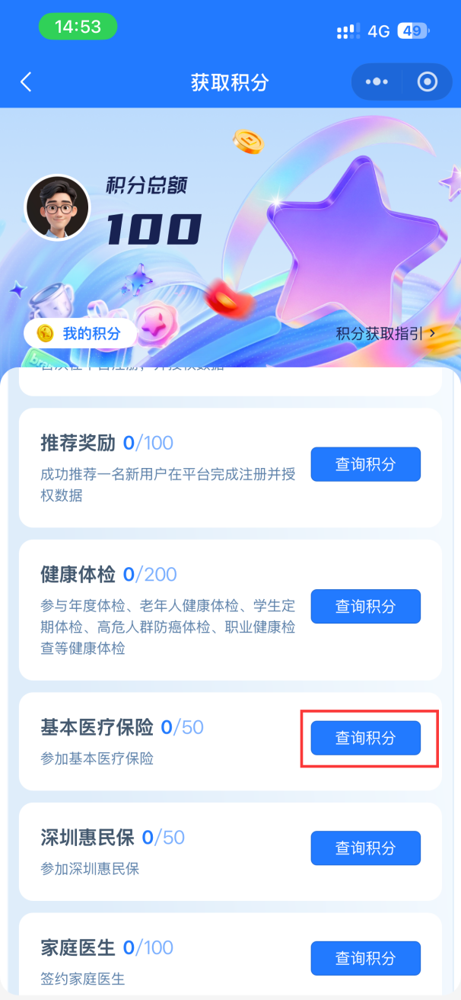 14:53
4G 49
获取积分
积分总额
100
我的积分
积分获取指引
推荐奖励 0/100
成功推荐一名新用户在平台完成注册并授
权数据
查询积分
健康体检 0/200
参与年度体检、老年人健康体检、学生定
期体检、高危人群防癌体检、职业健康检
查等健康体检
查询积分
基本医疗保险 0/50
参加基本医疗保险
查询积分
深圳惠民保 0/50
参加深圳惠民保
查询积分
家庭医生 0/100
签约家庭医生
查询积分